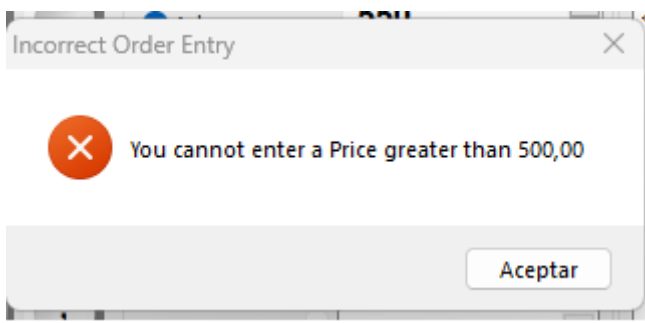 Incorrect Order Entry
You cannot enter a Price greater than 500,00
Aceptar